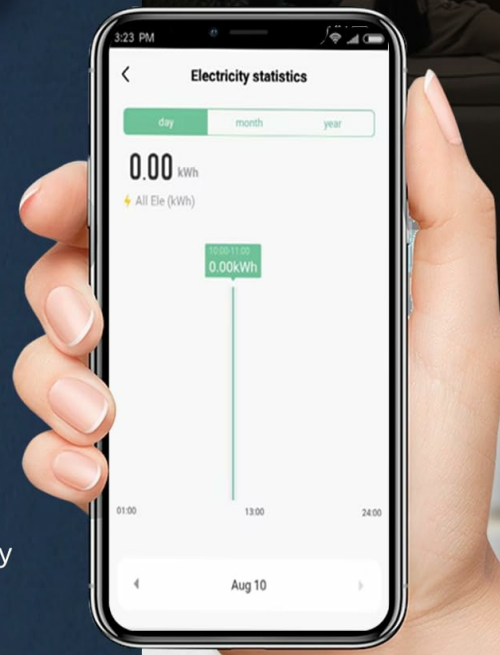 3:23 PM
Electricity statistics
day month year
0.00 kWh
All Ele (kWh)
10:00-11:00
0.00kWh
01:00 13:00 24:00
Aug 10
y